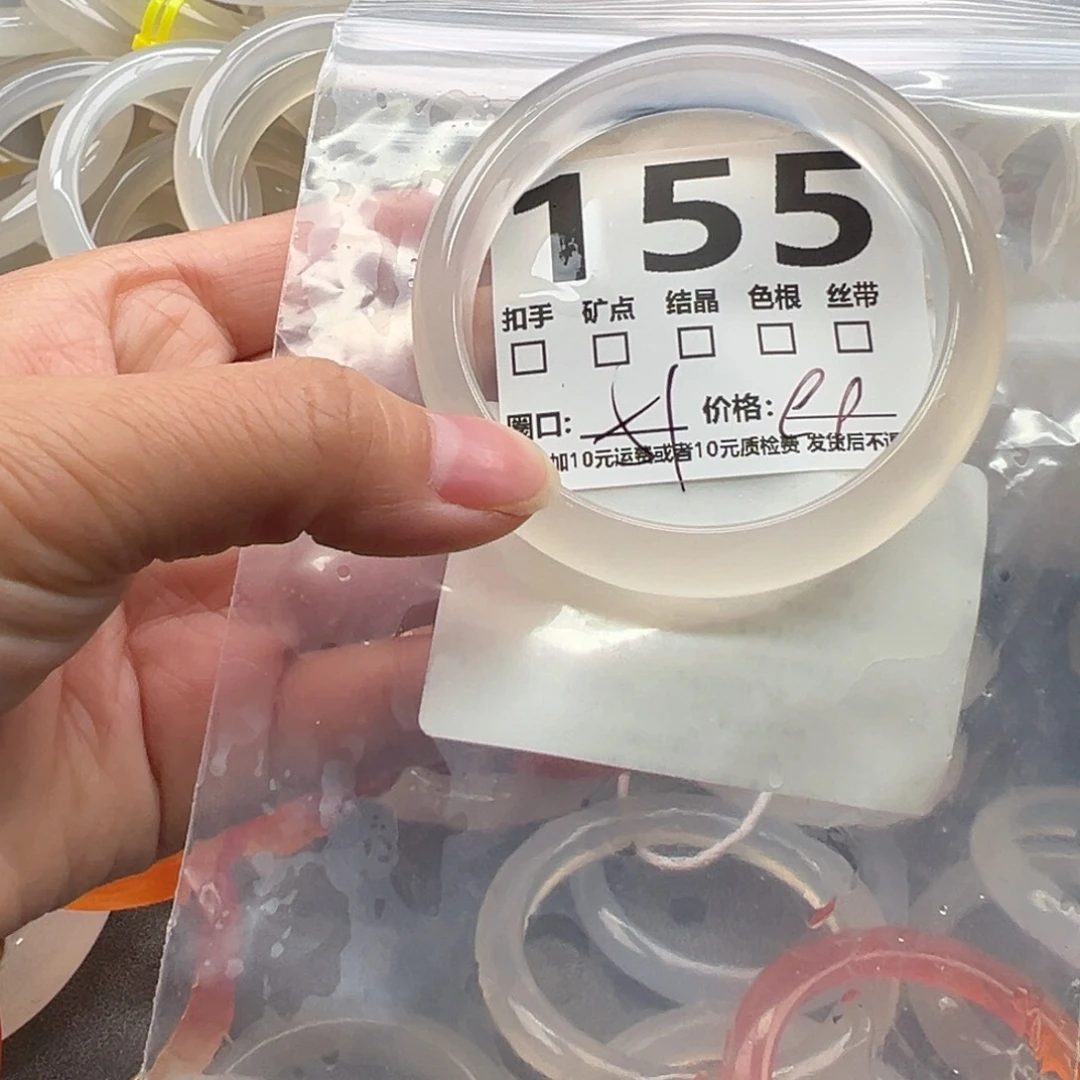 155
扣手 矿点 结晶 色根 丝带
圈口: 价格:
加10元运费或者10元质检费 发货后不退